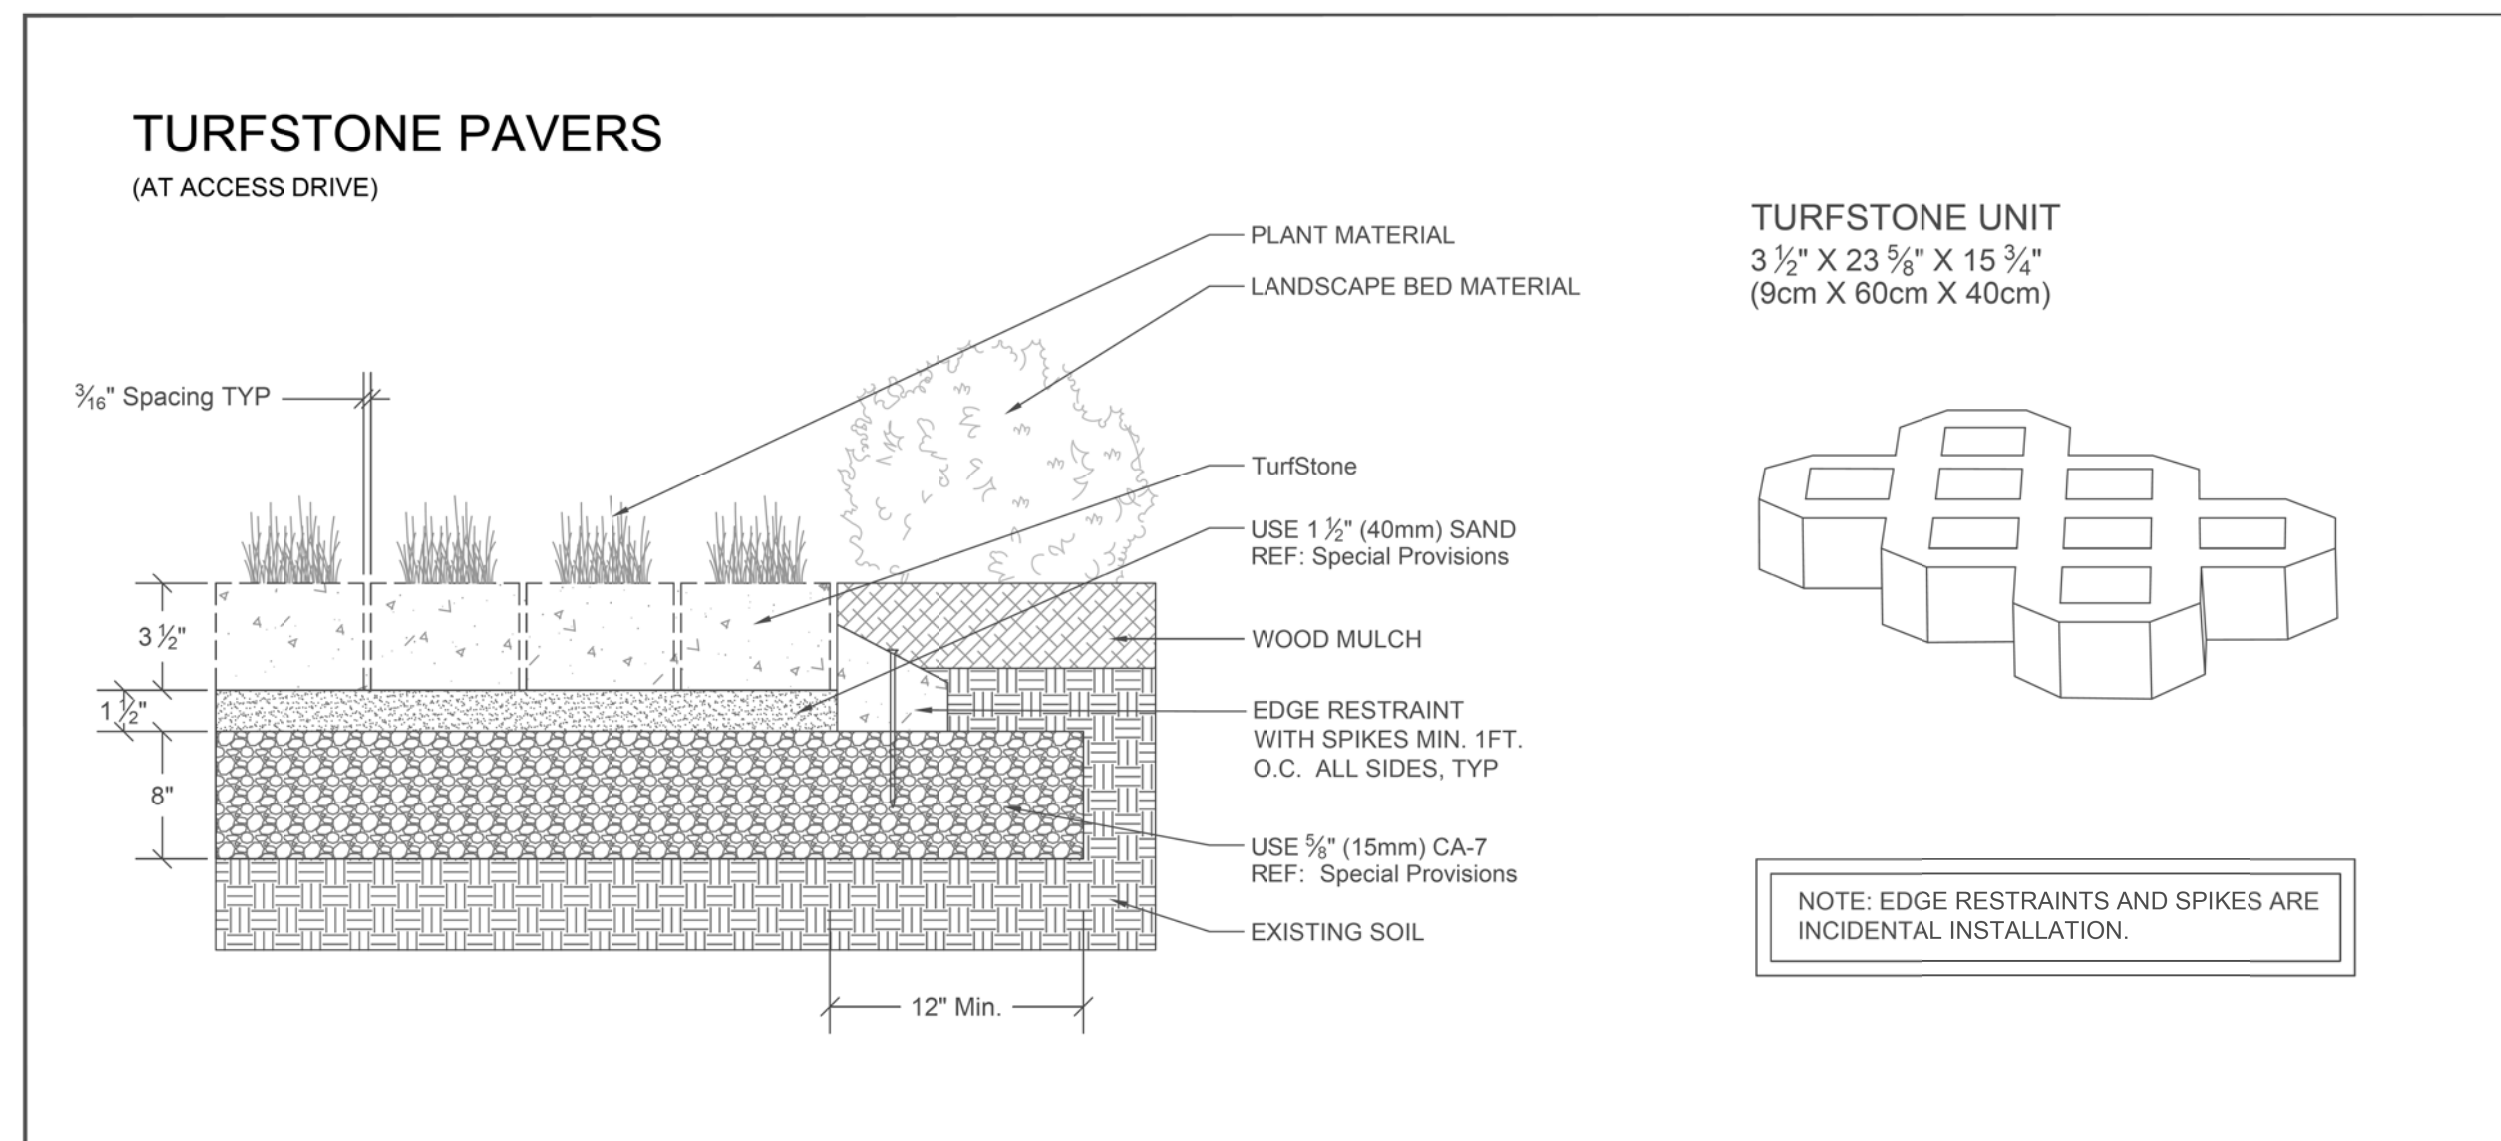 TURFSTONE PAVERS
(AT ACCESS DRIVE)
PLANT MATERIAL
LANDSCAPE BED MATERIAL
3/16" Spacing TYP
TurfStone
USE 1 1/2" (40mm) SAND
REF: Special Provisions
3 1/2"
WOOD MULCH
1 1/2"
EDGE RESTRAINT
WITH SPIKES MIN. 1FT.
O.C. ALL SIDES, TYP
8"
USE 5/8" (15mm) CA-7
REF: Special Provisions
EXISTING SOIL
12" Min.
TURFSTONE UNIT
3 1/2" X 23 5/8" X 15 3/4"
(9cm X 60cm X 40cm)
NOTE: EDGE RESTRAINTS AND SPIKES ARE
INCIDENTAL INSTALLATION.